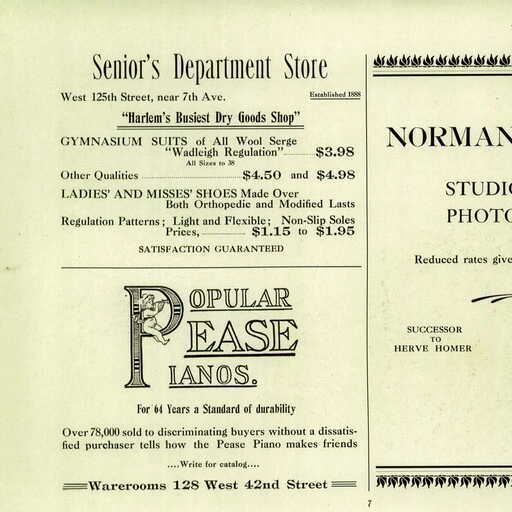 Senior's Department Store
West 125th Street, near 7th Ave. Established 1888
"Harlem's Busiest Dry Goods Shop"
GYMNASIUM SUITS of All Wool Serge
"Wadleigh Regulation" $3.98
All Sizes to 38
Other Qualities $4.50 and $4.98
LADIES' AND MISSES' SHOES Made Over
Both Orthopedic and Modified Lasts
Regulation Patterns; Light and Flexible; Non-Slip Soles
Prices, $1.15 to $1.95
SATISFACTION GUARANTEED
POPULAR
PEASE
PIANOS.
For 64 Years a Standard of durability
Over 78,000 sold to discriminating buyers without a dissatis-
fied purchaser tells how the Pease Piano makes friends
....Write for catalog....
Warerooms 128 West 42nd Street
7
NORMAN
STUDIO
PHOTO
Reduced rates give
SUCCESSOR
TO
HERVE HOMER